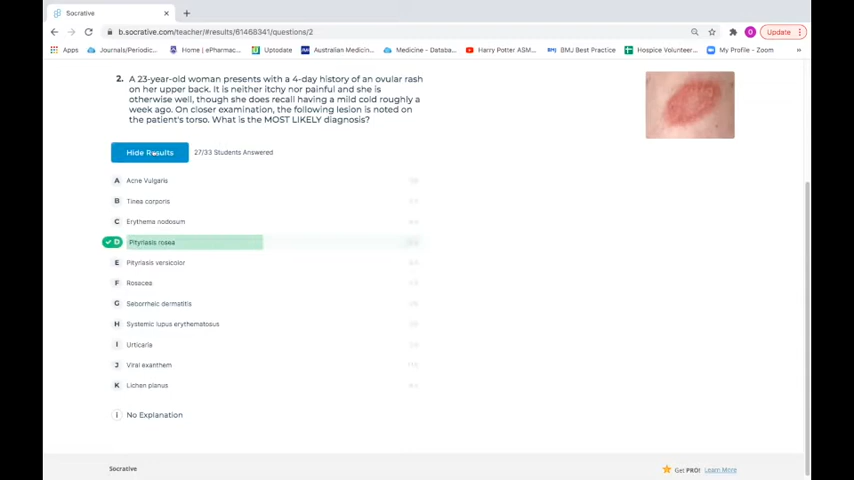 Socrative
b.socrative.com/teacher/#results/61468341/questions/2
Update
Apps
Journals/Periodic...
Home | ePharmac...
Uptodate
Australian Medicin...
Medicine - Databa...
Harry Potter ASM...
BMJ Best Practice
Hospice Volunteer...
My Profile - Zoom
»
2. A 23-year-old woman presents with a 4-day history of an ovular rash
on her upper back. It is neither itchy nor painful and she is
otherwise well, though she does recall having a mild cold roughly a
week ago. On closer examination, the following lesion is noted on
the patient's torso. What is the MOST LIKELY diagnosis?
Hide Results 27/33 Students Answered
A Acne Vulgaris
B Tinea corporis
C Erythema nodosum
D Pityriasis rosea
E Pityriasis versicolor
F Rosacea
G Seborrheic dermatitis
H Systemic lupus erythematosus
I Urticaria
J Viral exanthem
K Lichen planus
i No Explanation
Socrative
Get PRO! Learn More